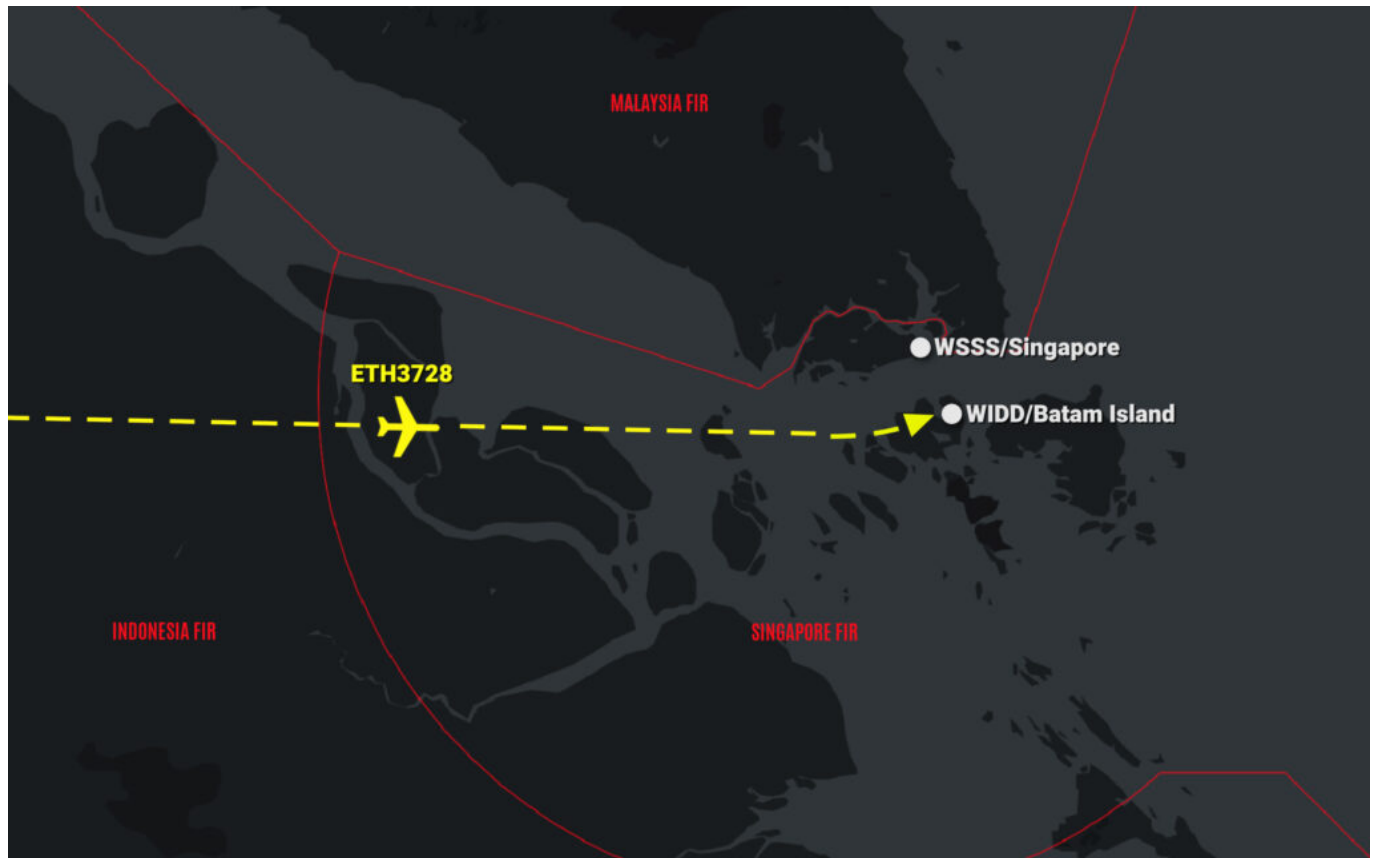 MALAYSIA FIR
WSSS/Singapore
ETH3728
WIDD/Batam Island
INDONESIA FIR
SINGAPORE FIR